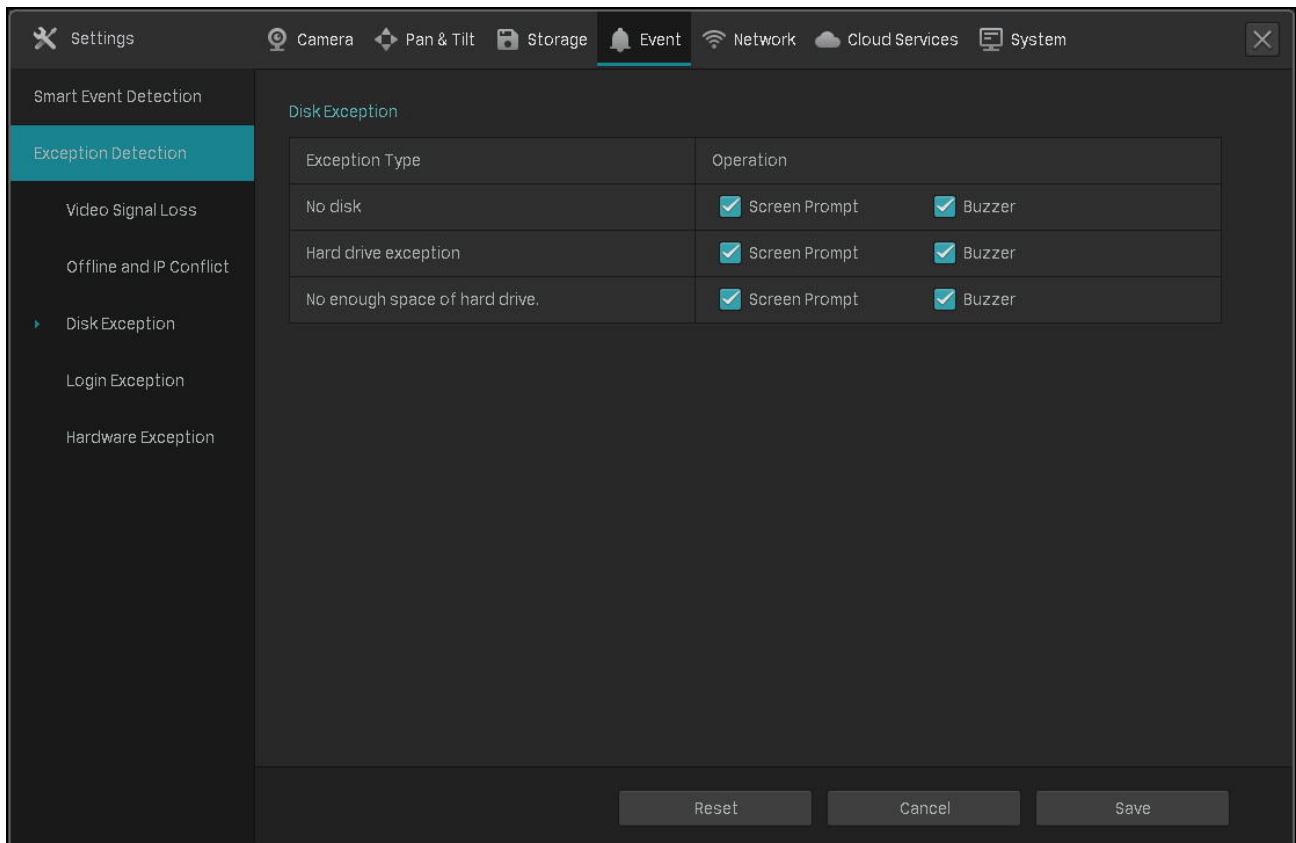 Settings Camera Pan & Tilt Storage Event Network Cloud Services System
Smart Event Detection
Exception Detection
Video Signal Loss
Offline and IP Conflict
Disk Exception
Login Exception
Hardware Exception
Disk Exception
Exception Type Operation
No disk Screen Prompt Buzzer
Hard drive exception Screen Prompt Buzzer
No enough space of hard drive. Screen Prompt Buzzer
Reset Cancel Save